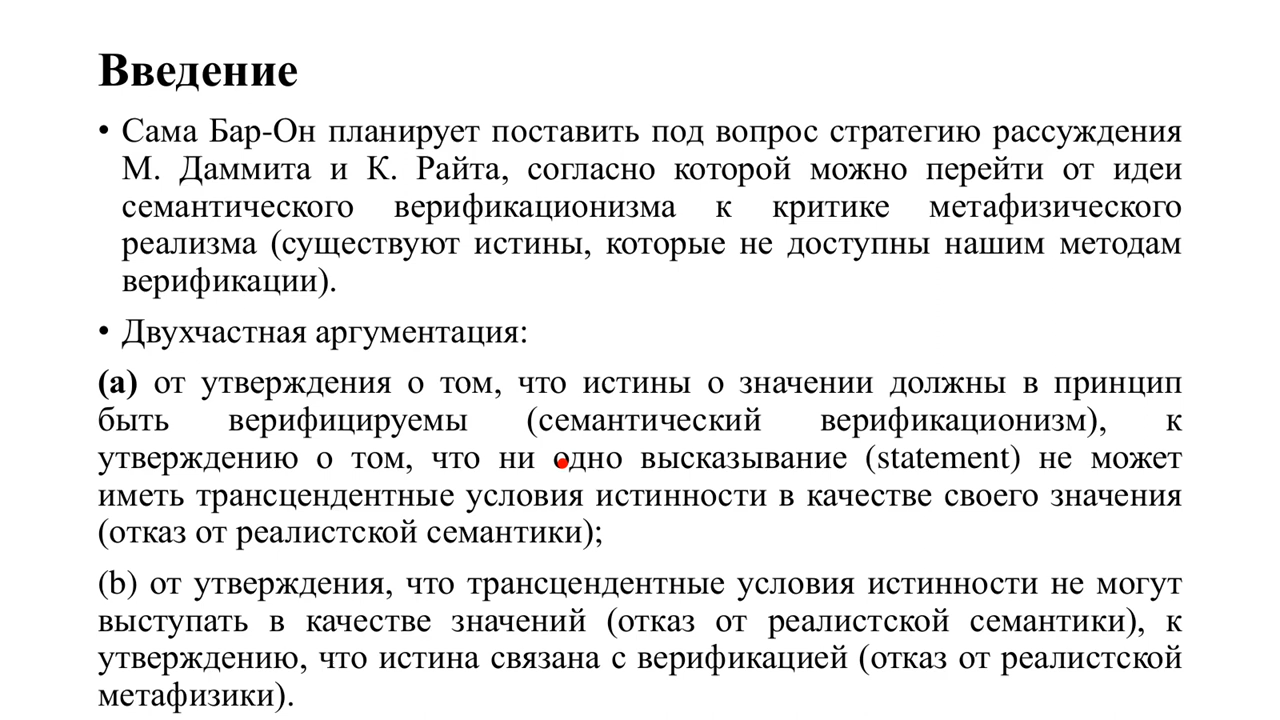 Введение
• Сама Бар-Он планирует поставить под вопрос стратегию рассуждения
М. Даммита и К. Райта, согласно которой можно перейти от идеи
семантического верификационизма к критике метафизического
реализма (существуют истины, которые не доступны нашим методам
верификации).
• Двухчастная аргументация:
(a) от утверждения о том, что истины о значении должны в принцип
быть верифицируемы (семантический верификационизм), к
утверждению о том, что ни одно высказывание (statement) не может
иметь трансцендентные условия истинности в качестве своего значения
(отказ от реалистской семантики);
(b) от утверждения, что трансцендентные условия истинности не могут
выступать в качестве значений (отказ от реалистской семантики), к
утверждению, что истина связана с верификацией (отказ от реалистской
метафизики).